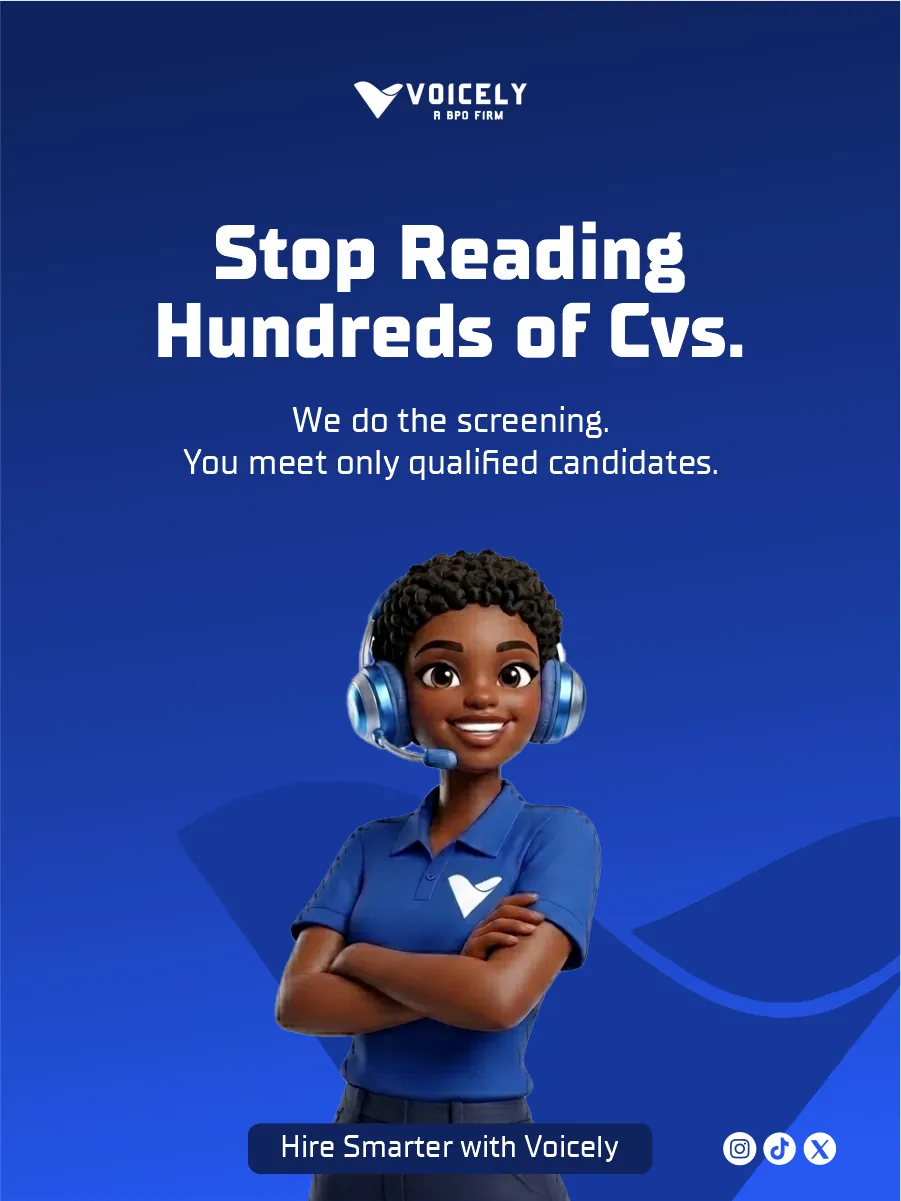 VOICELY
A BPO FIRM
Stop Reading
Hundreds of Cvs.
We do the screening.
You meet only qualified candidates.
Hire Smarter with Voicely